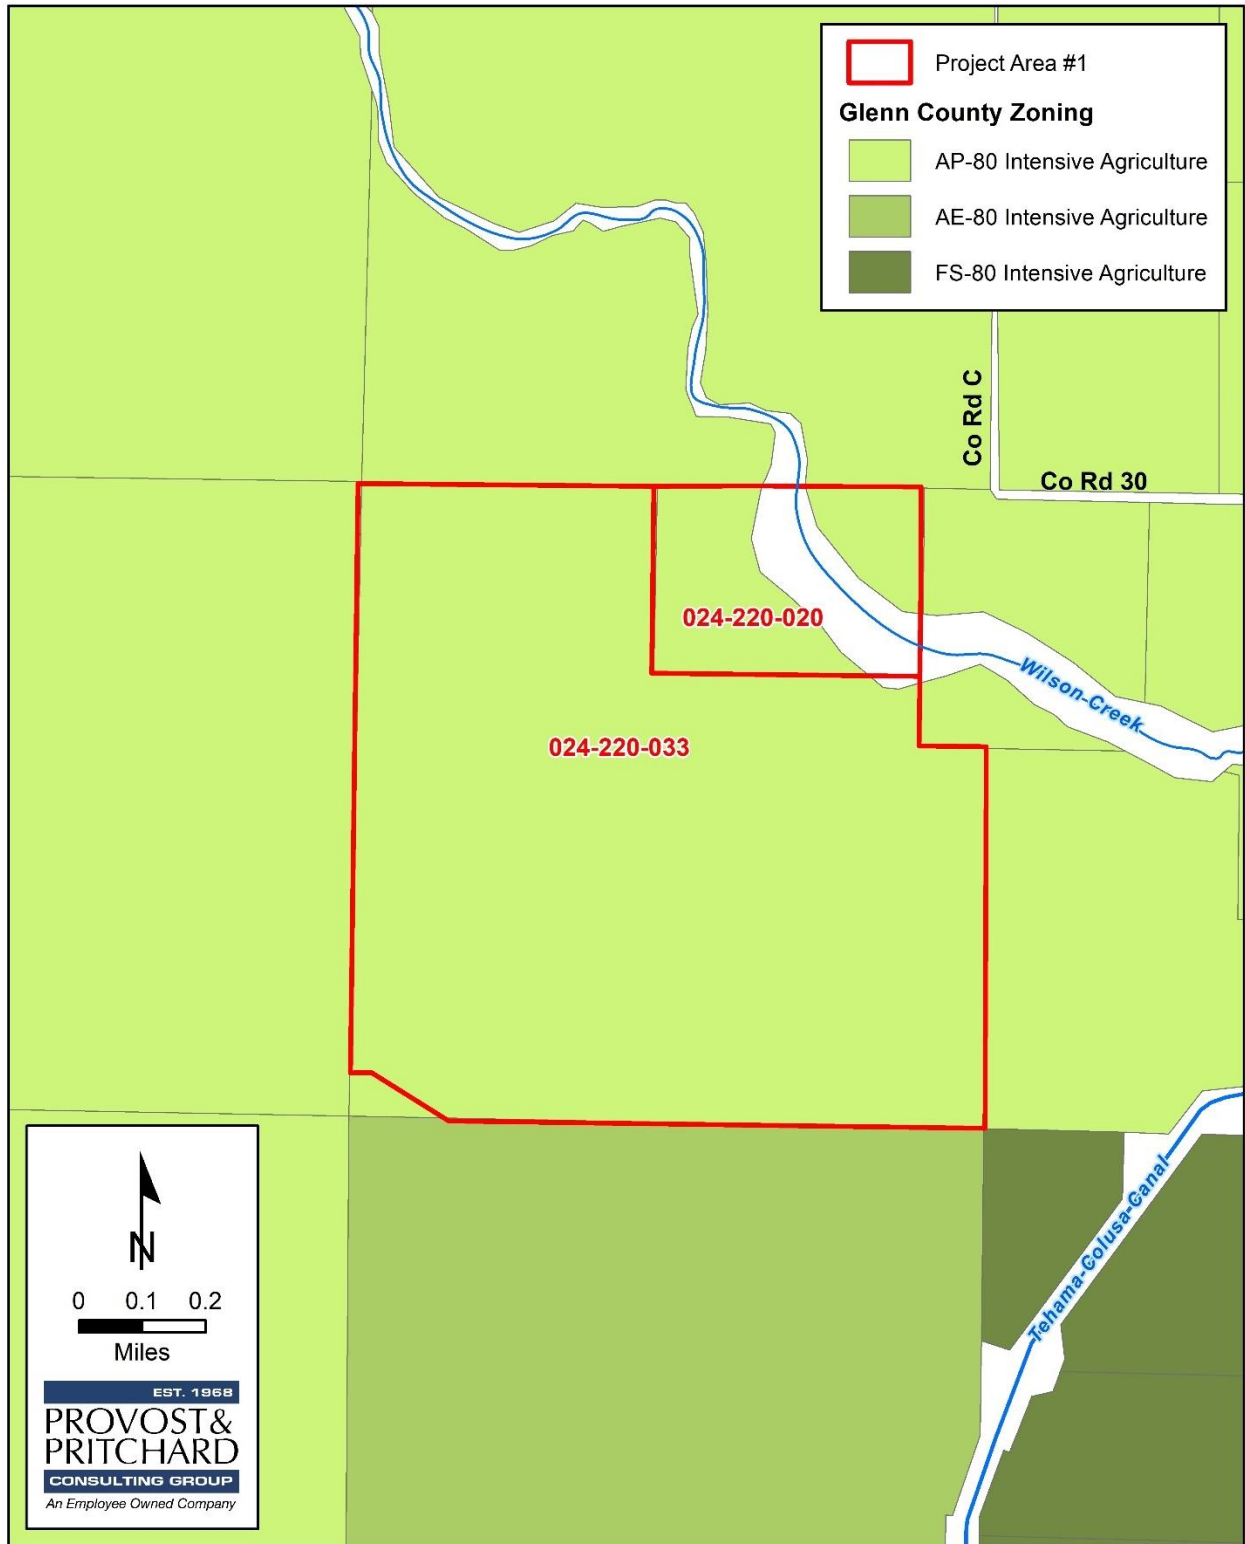 Project Area #1
Glenn County Zoning
AP-80 Intensive Agriculture
AE-80 Intensive Agriculture
FS-80 Intensive Agriculture
Co Rd C
Co Rd 30
024-220-020
Wilson-Creek
024-220-033
Tehama-Colusa-Canal
N
0 0.1 0.2
Miles
EST. 1968
PROVOST&
PRITCHARD
CONSULTING GROUP
An Employee Owned Company